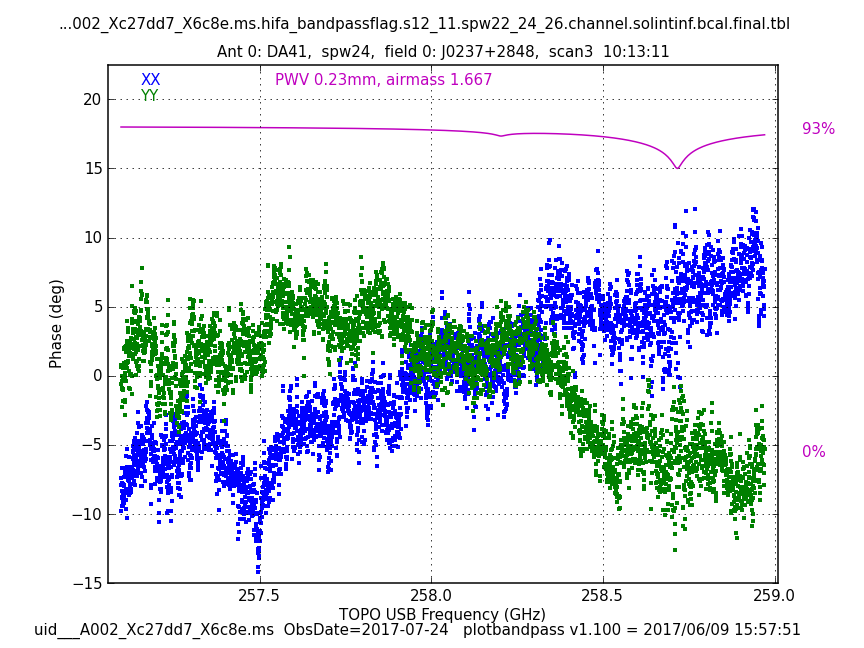 ...002_Xc27dd7_X6c8e.ms.hifa_bandpassflag.s12_11.spw22_24_26.channel.solintinf.bcal.final.tbl
Ant 0: DA41, spw24, field 0: J0237+2848, scan3 10:13:11
XX
YY
PWV 0.23mm, airmass 1.667
93%
0%
20
15
10
5
0
−5
−10
−15
Phase (deg)
257.5
258.0
258.5
259.0
TOPO USB Frequency (GHz)
uid___A002_Xc27dd7_X6c8e.ms ObsDate=2017-07-24 plotbandpass v1.100 = 2017/06/09 15:57:51